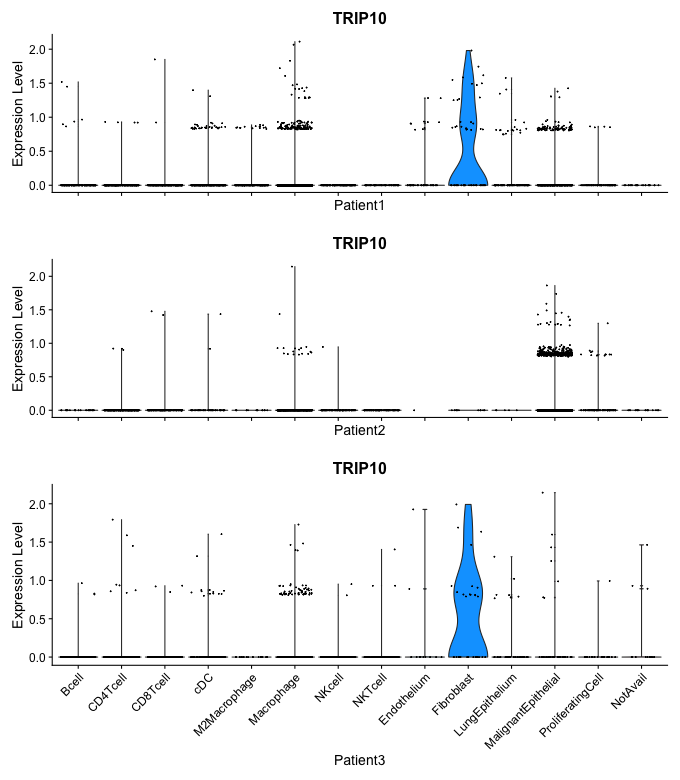 TRIP10
Expression Level
2.0
1.5
1.0
0.5
0.0
Patient1
TRIP10
Expression Level
2.0
1.5
1.0
0.5
0.0
Patient2
TRIP10
Expression Level
2.0
1.5
1.0
0.5
0.0
Bcell
CD4Tcell
CD8Tcell
cDC
M2Macrophage
Macrophage
NKcell
NKTcell
Endothelium
Fibroblast
LungEpithelium
MalignantEpithelial
ProliferatingCell
NotAvail
Patient3